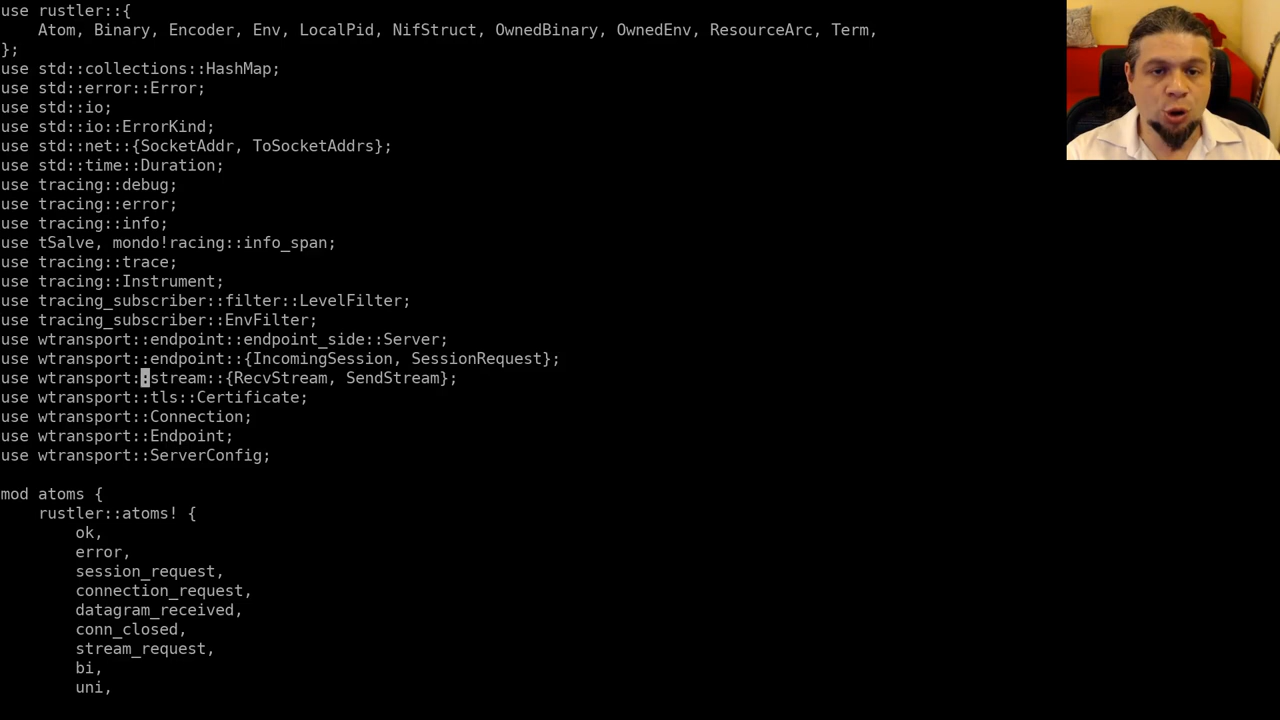 use rustler::{
    Atom, Binary, Encoder, Env, LocalPid, NifStruct, OwnedBinary, OwnedEnv, ResourceArc, Term,
};
use std::collections::HashMap;
use std::error::Error;
use std::io;
use std::io::ErrorKind;
use std::net::{SocketAddr, ToSocketAddrs};
use std::time::Duration;
use tracing::debug;
use tracing::error;
use tracing::info;
use tSalve, mondo!racing::info_span;
use tracing::trace;
use tracing::Instrument;
use tracing_subscriber::filter::LevelFilter;
use tracing_subscriber::EnvFilter;
use wtransport::endpoint::endpoint_side::Server;
use wtransport::endpoint::{IncomingSession, SessionRequest};
use wtransport::stream::{RecvStream, SendStream};
use wtransport::tls::Certificate;
use wtransport::Connection;
use wtransport::Endpoint;
use wtransport::ServerConfig;

mod atoms {
    rustler::atoms! {
        ok,
        error,
        session_request,
        connection_request,
        datagram_received,
        conn_closed,
        stream_request,
        bi,
        uni,